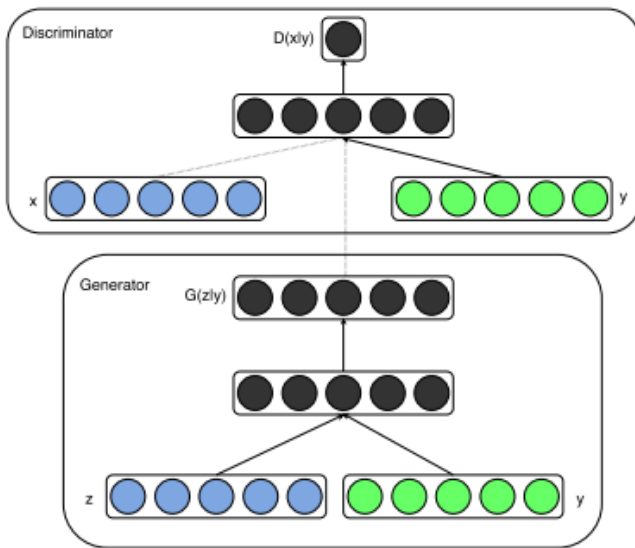 Discriminator
D(x|y)
x
y
Generator
G(z|y)
z
y